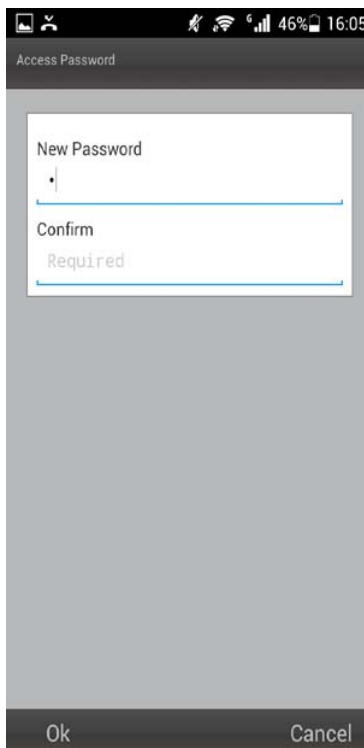 G 46% 16:05
Access Password
New Password
•
Confirm
Required
Ok Cancel